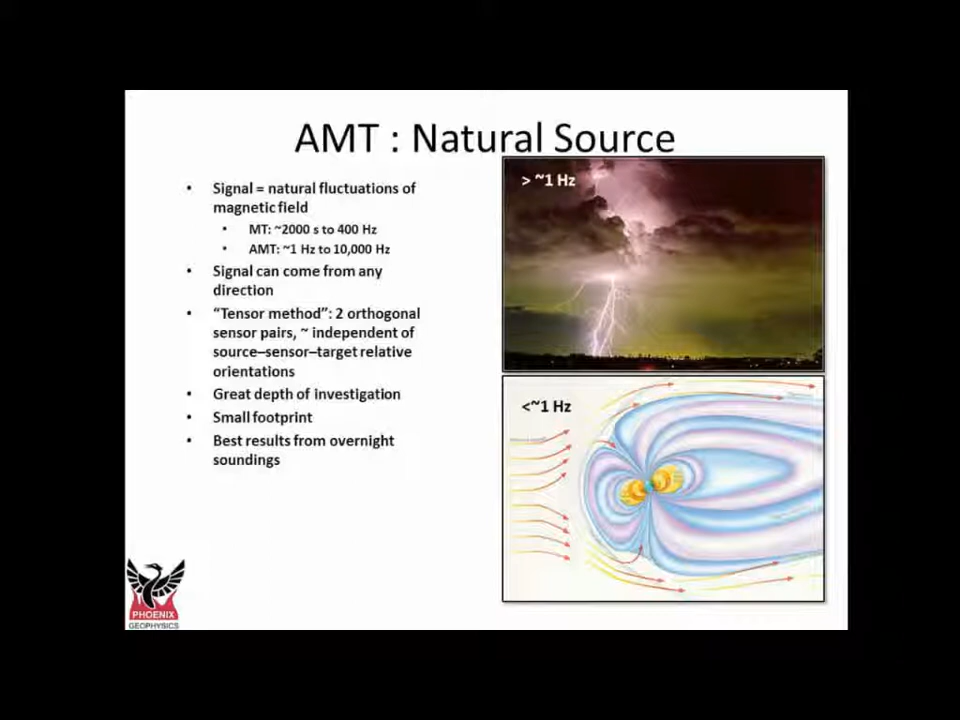 AMT : Natural Source
• Signal = natural fluctuations of
magnetic field
• MT: ~2000 s to 400 Hz
• AMT: ~1 Hz to 10,000 Hz
• Signal can come from any
direction
• “Tensor method”: 2 orthogonal
sensor pairs, ~ independent of
source–sensor–target relative
orientations
• Great depth of investigation
• Small footprint
• Best results from overnight
soundings
> ~1 Hz
<~1 Hz
PHOENIX
GEOPHYSICS